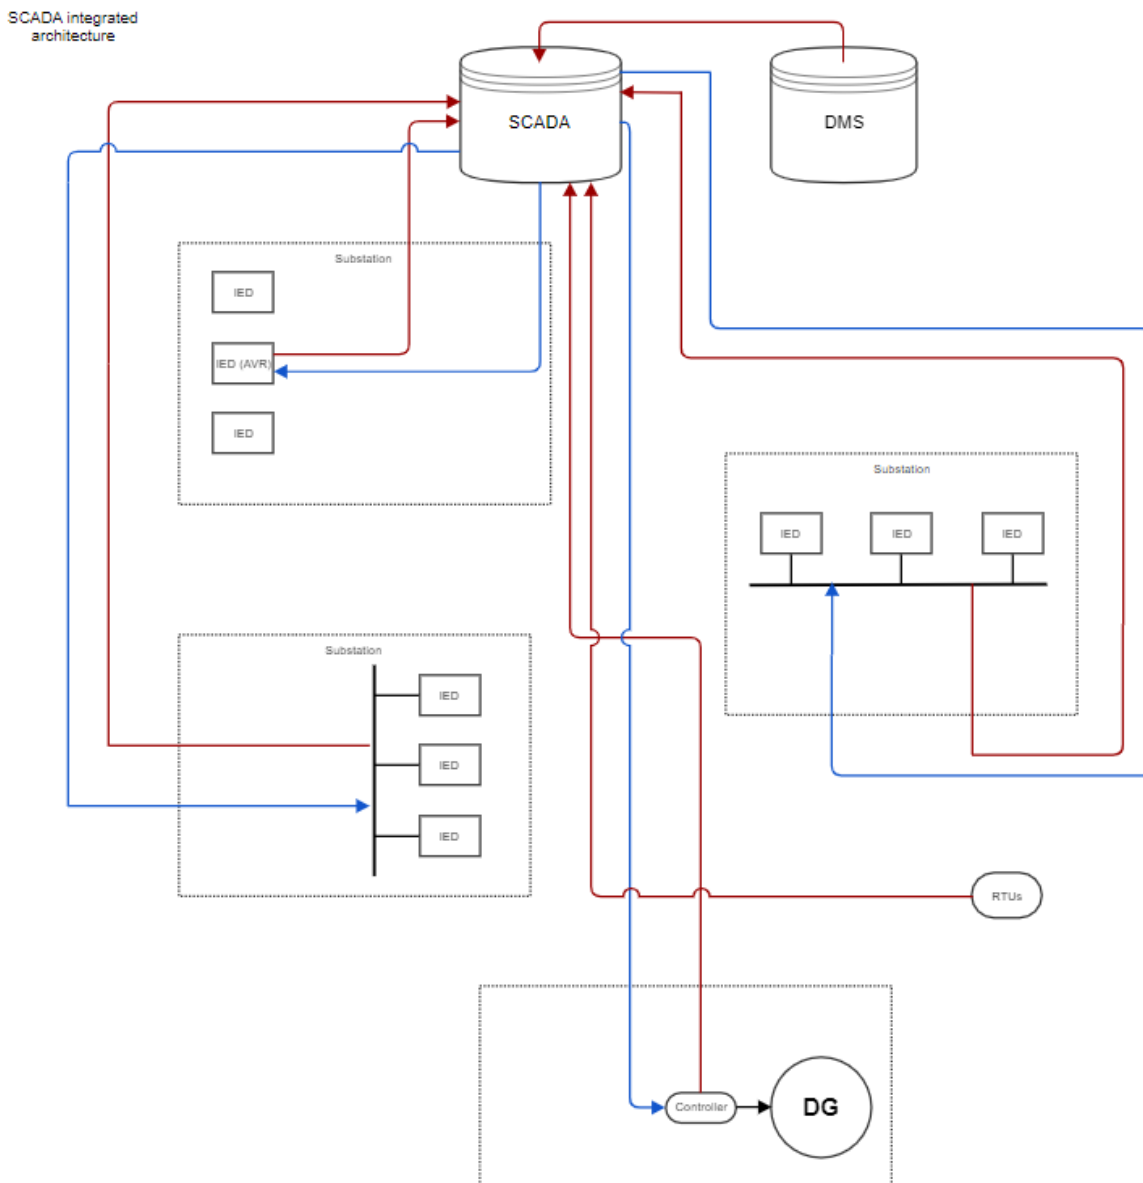 SCADA integrated
architecture
SCADA
DMS
Substation
IED
IED (AVR)
IED
Substation
IED
IED
IED
Substation
IED
IED
IED
RTUs
Controller
DG